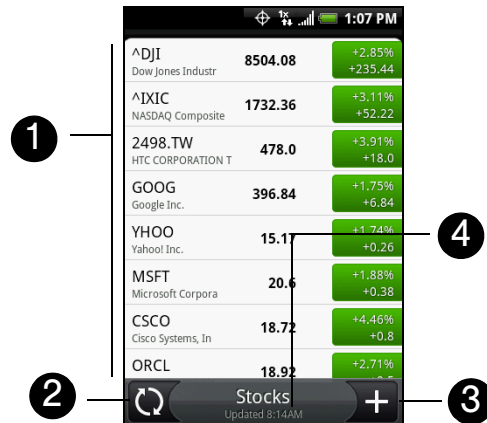 1x 1:07 PM
^DJI 8504.08 +2.85%
Dow Jones Industr +235.44
^IXIC 1732.36 +3.11%
NASDAQ Composite +52.22
2498.TW 478.0 +3.91%
HTC CORPORATION T +18.0
GOOG 396.84 +1.75%
Google Inc. +6.84
YHOO 15.17 +1.74%
Yahoo! Inc. +0.26
MSFT 20.6 +1.88%
Microsoft Corpora +0.38
CSCO 18.72 +4.46%
Cisco Systems, In +0.8
ORCL 18.92 +2.71%
Stocks
Updated 8:14AM
1
2
3
4